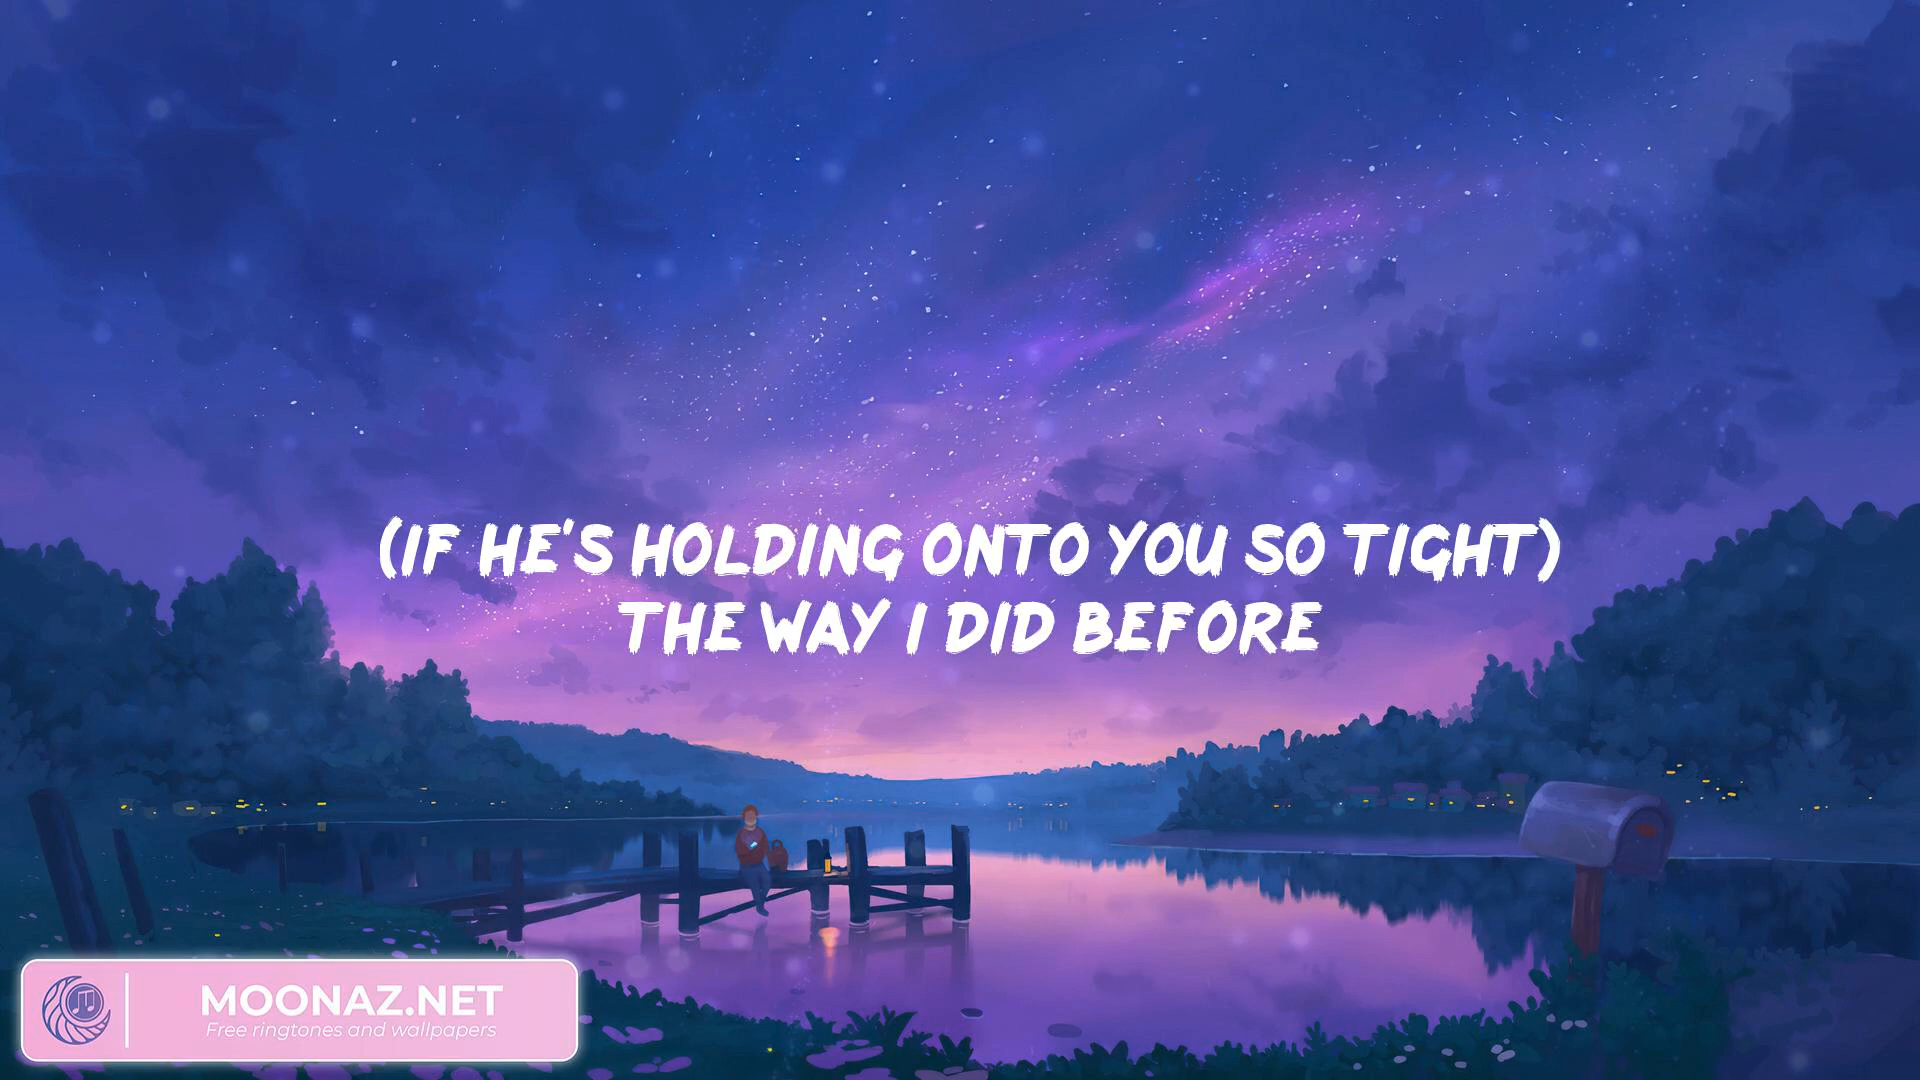 (IF HE'S HOLDING ONTO YOU SO TIGHT)
THE WAY I DID BEFORE
MOONAZ.NET
Free ringtones and wallpapers